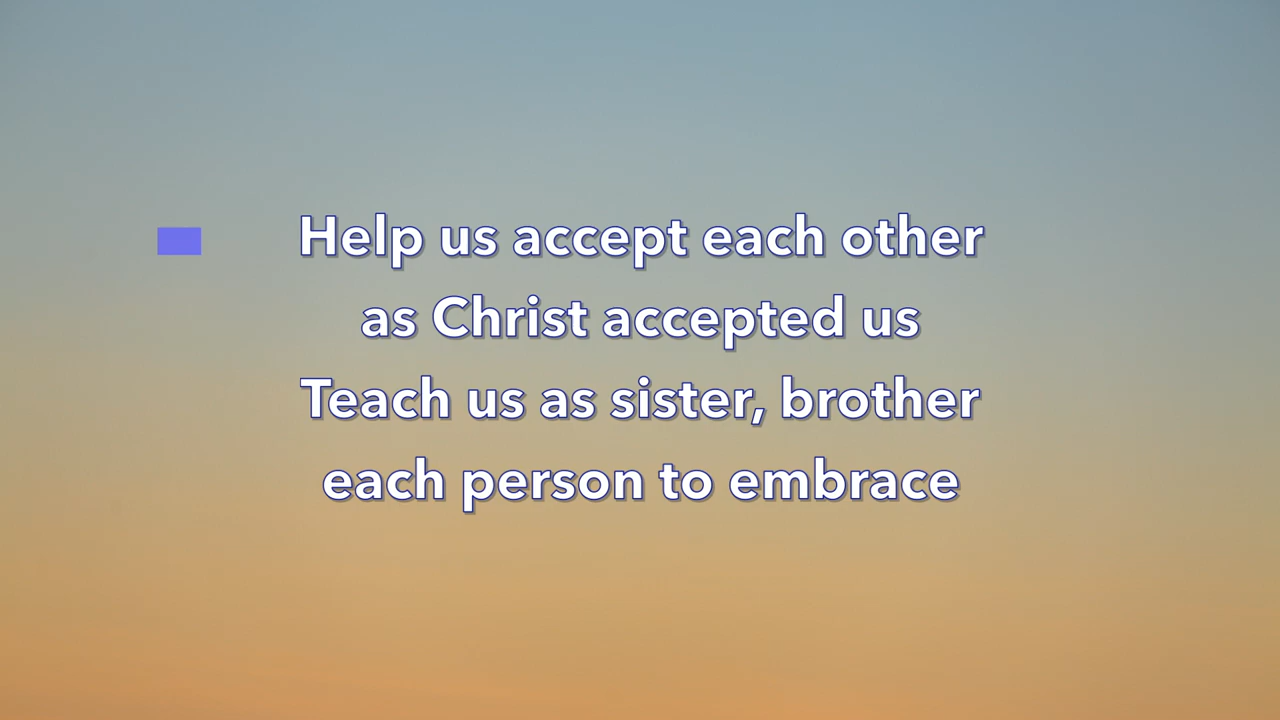 Help us accept each other
as Christ accepted us
Teach us as sister, brother
each person to embrace